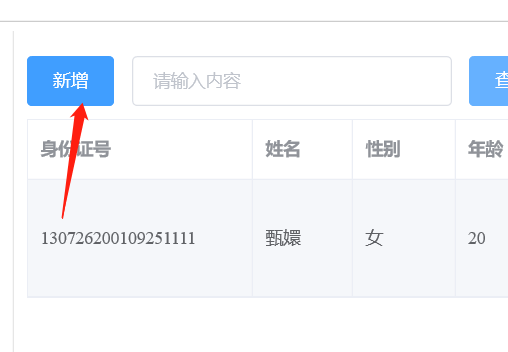 新增 请输入内容 查
身份证号 姓名 性别 年龄
130726200109251111 甄嬛 女 20